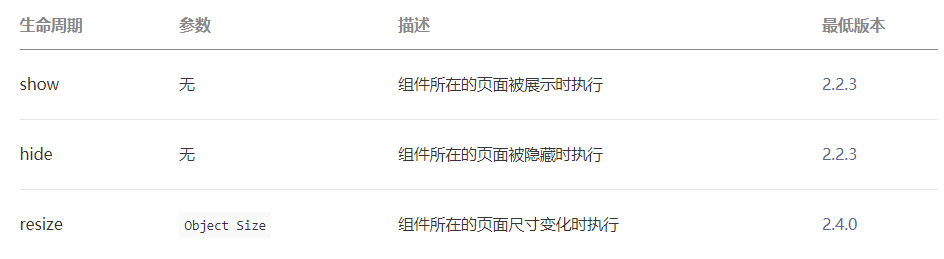 生命周期 参数 描述 最低版本
show 无 组件所在的页面被展示时执行 2.2.3
hide 无 组件所在的页面被隐藏时执行 2.2.3
resize Object Size 组件所在的页面尺寸变化时执行 2.4.0